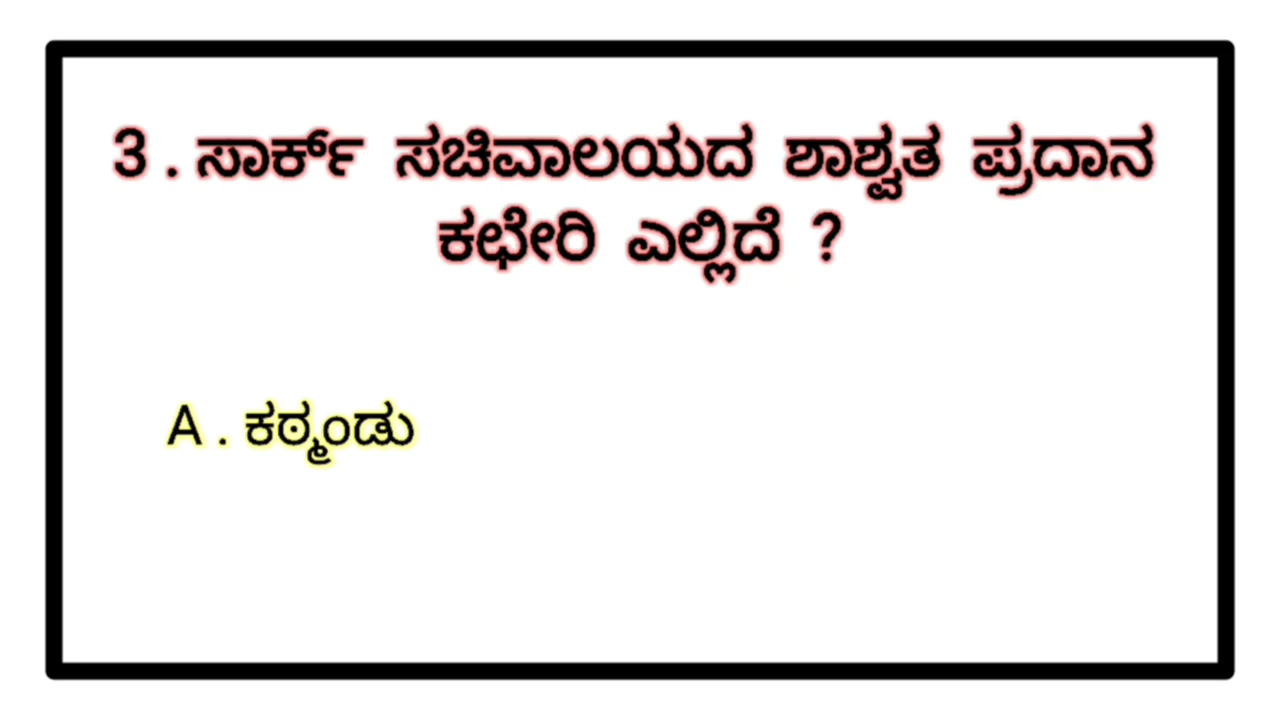 3 . ಸಾರ್ಕ್ ಸಚಿವಾಲಯದ ಶಾಶ್ವತ ಪ್ರದಾನ
ಕಛೇರಿ ಎಲ್ಲಿದೆ ?
A . ಕಠ್ಮಂಡು